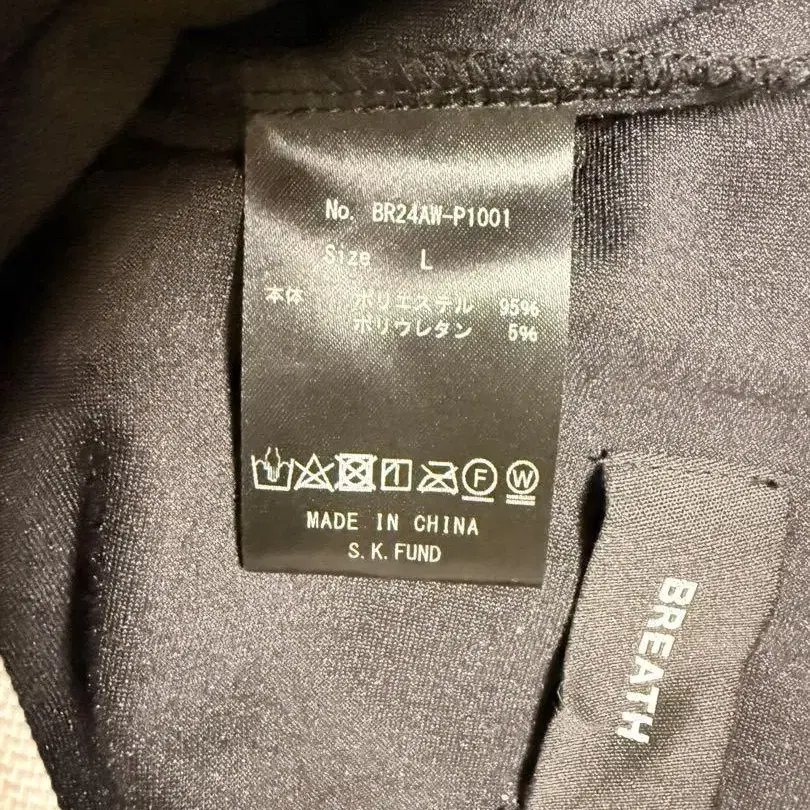 No. BR24AW-P1001
Size L
本体 ポリエステル 95%
ポリウレタン 5%
F W
MADE IN CHINA
S.K.FUND
BREATH